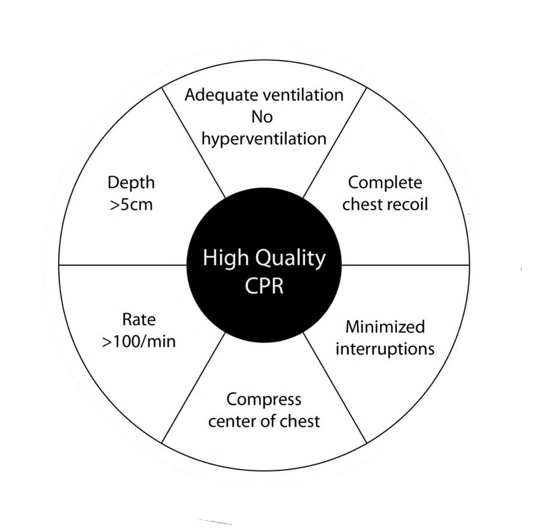 Adequate ventilation
No
hyperventilation
Complete
chest recoil
Minimized
interruptions
Compress
center of chest
Rate
>100/min
Depth
>5cm
High Quality
CPR